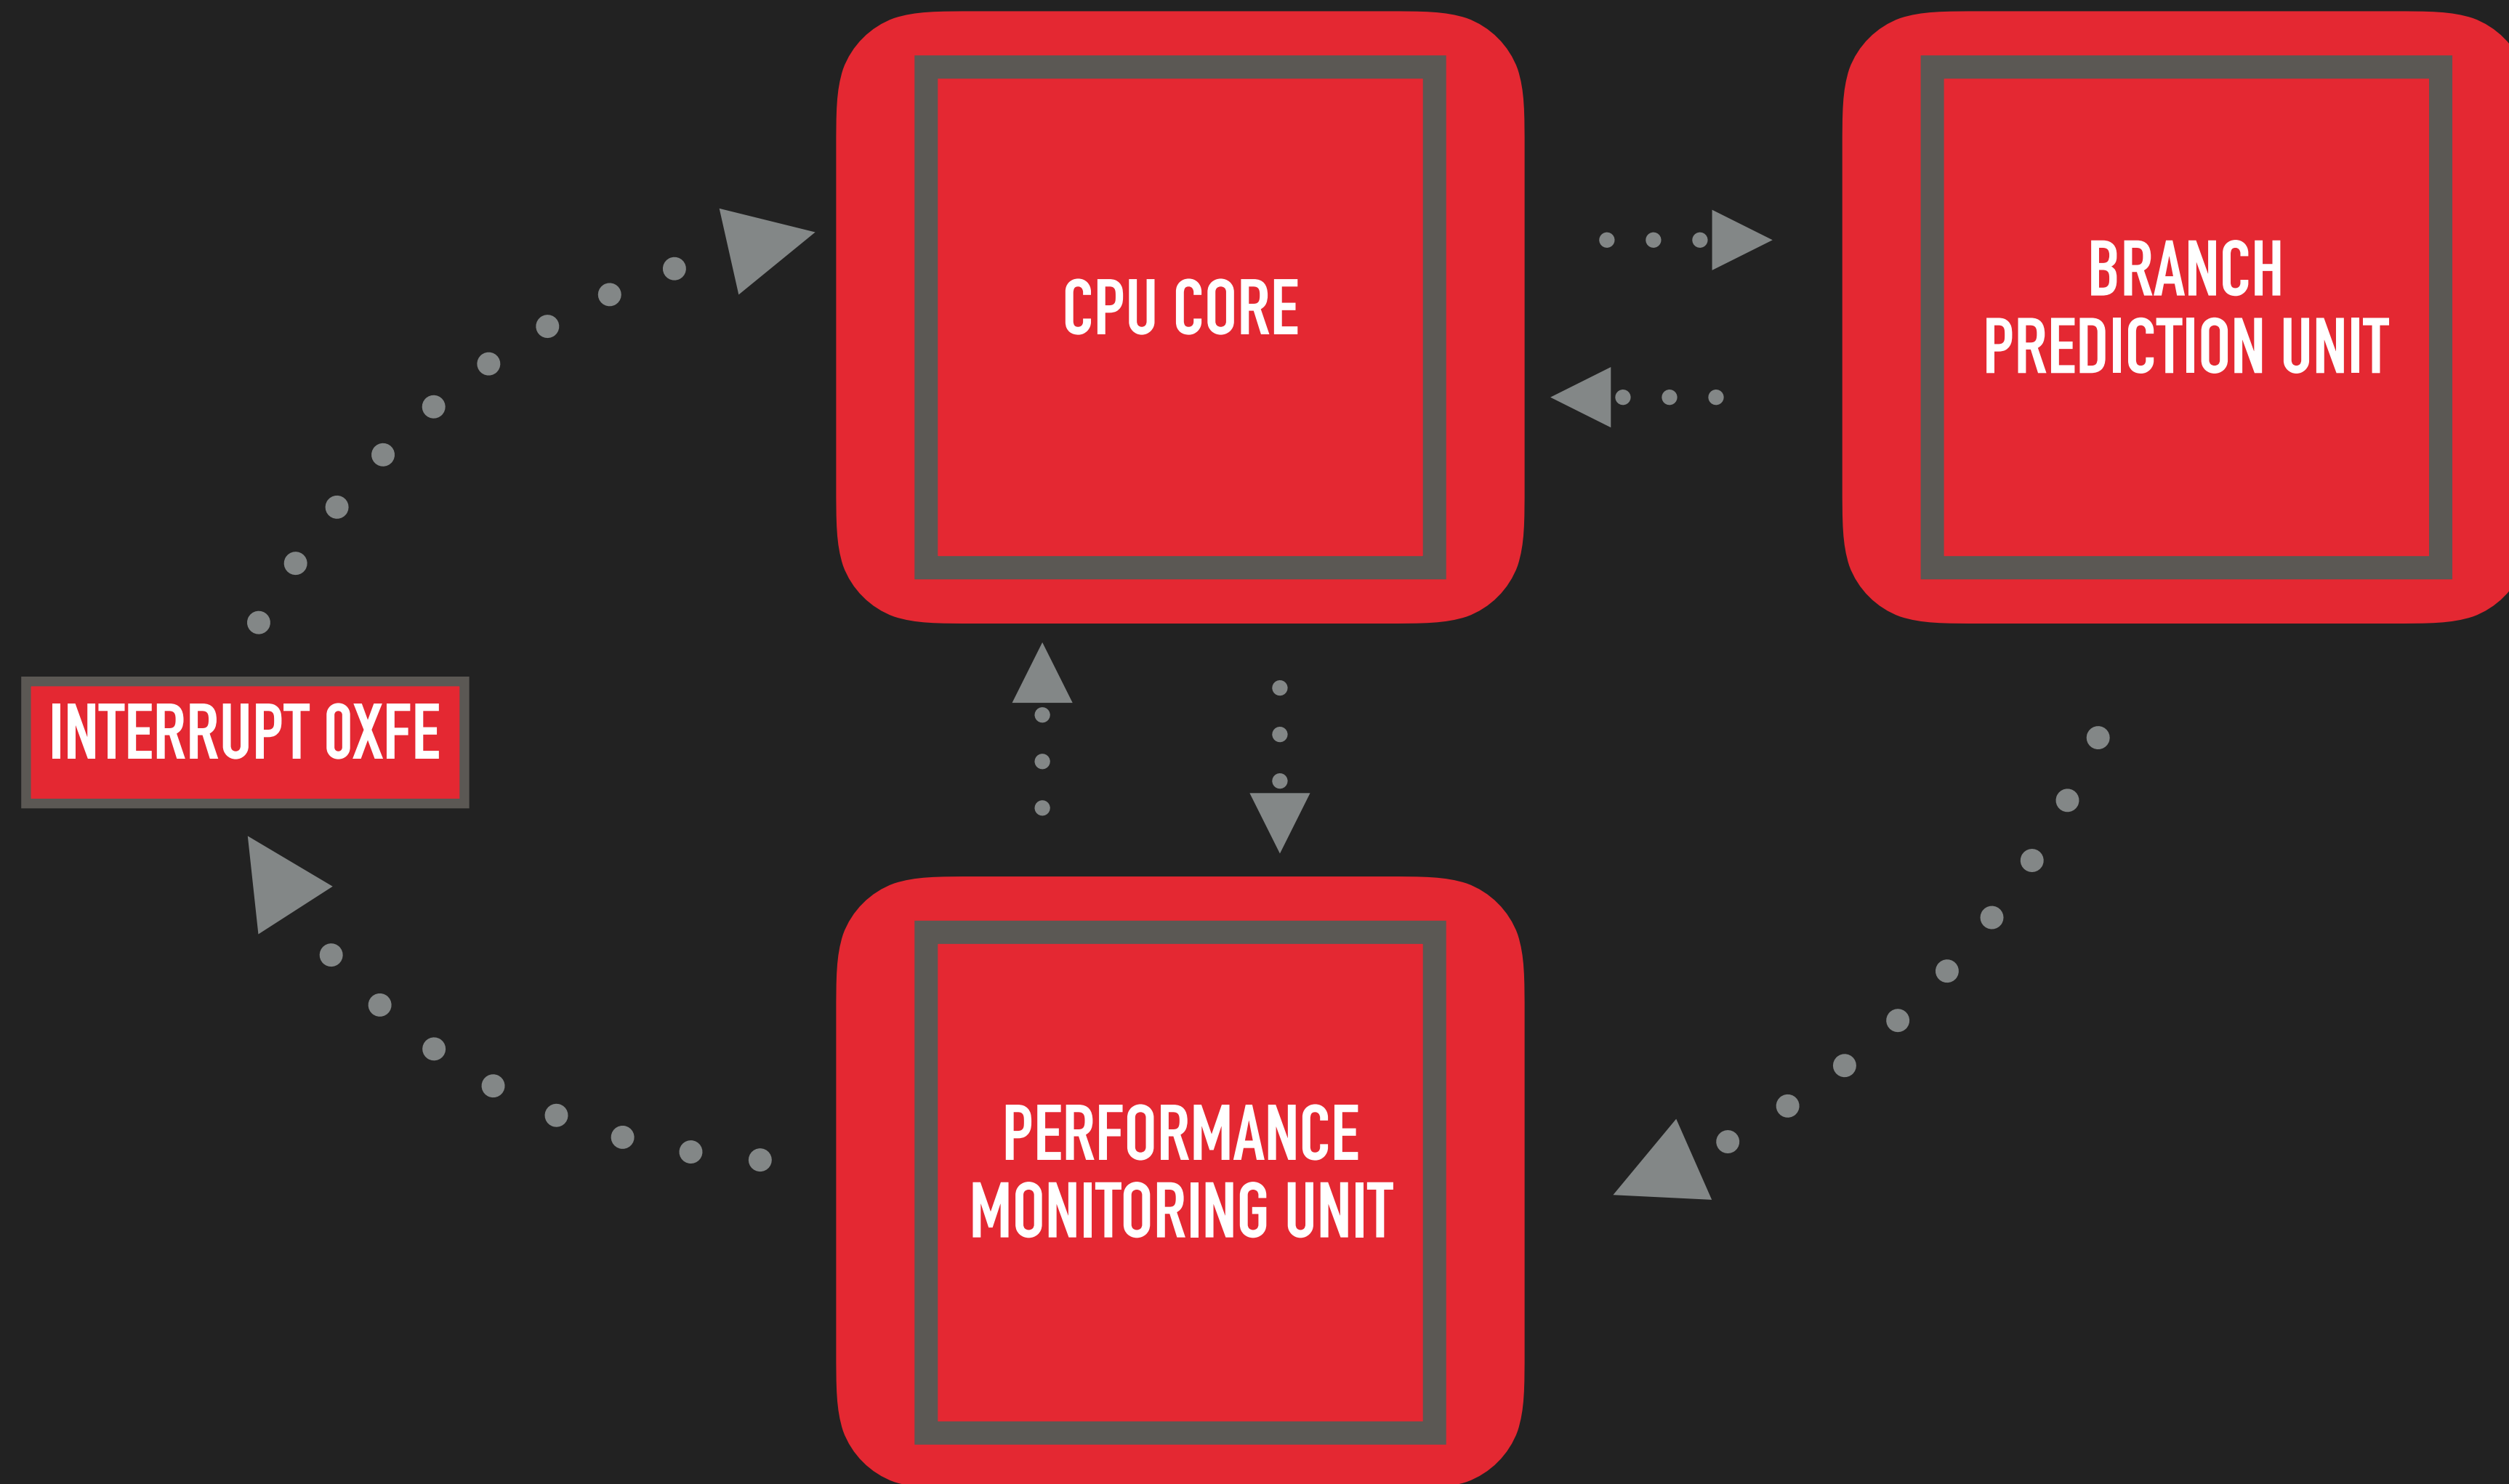 CPU CORE
BRANCH
PREDICTION UNIT
INTERRUPT 0XFE
PERFORMANCE
MONITORING UNIT